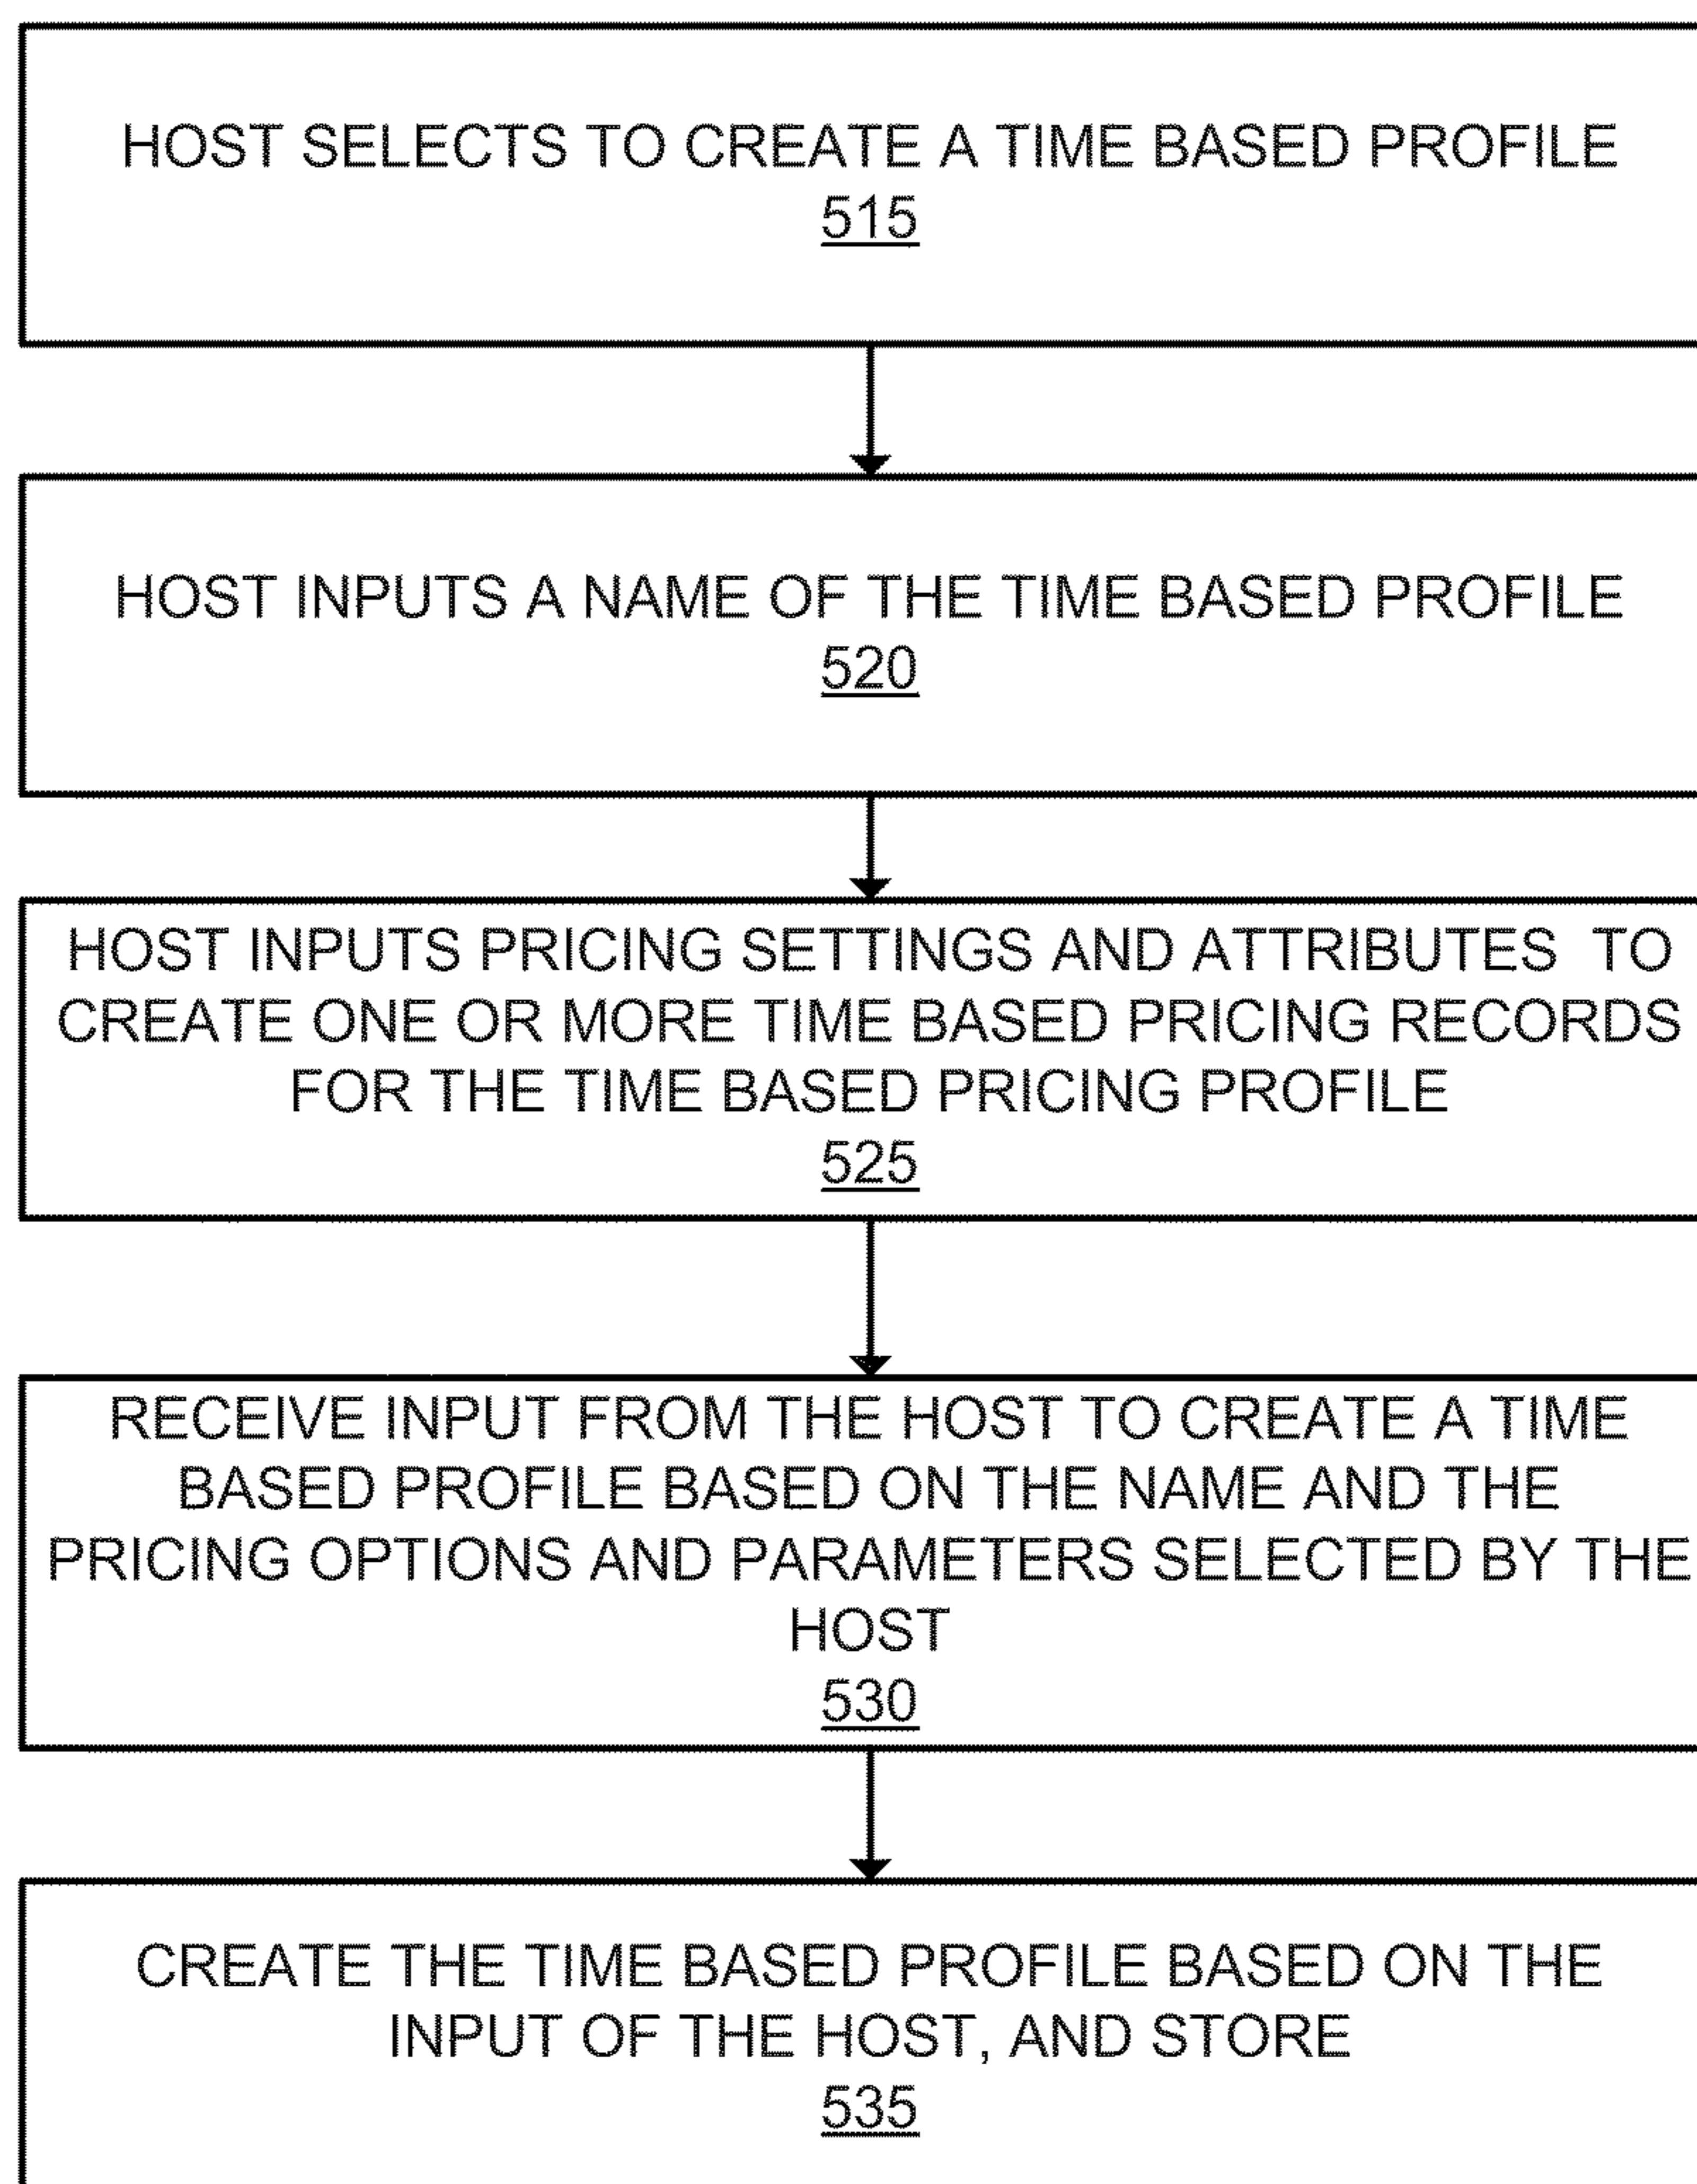 HOST SELECTS TO CREATE A TIME BASED PROFILE
515
HOST INPUTS A NAME OF THE TIME BASED PROFILE
520
HOST INPUTS PRICING SETTINGS AND ATTRIBUTES TO
CREATE ONE OR MORE TIME BASED PRICING RECORDS
FOR THE TIME BASED PRICING PROFILE
525
RECEIVE INPUT FROM THE HOST TO CREATE A TIME
BASED PROFILE BASED ON THE NAME AND THE
PRICING OPTIONS AND PARAMETERS SELECTED BY THE
HOST
530
CREATE THE TIME BASED PROFILE BASED ON THE
INPUT OF THE HOST, AND STORE
535